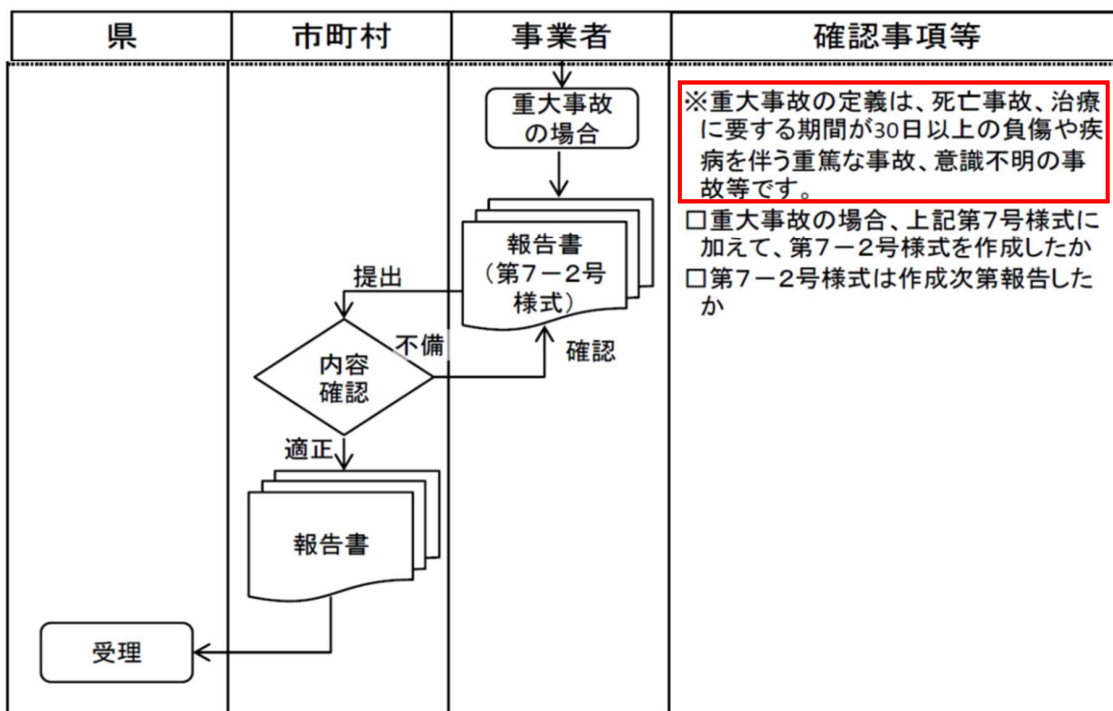 県
市町村
事業者
確認事項等
重大事故
の場合
※重大事故の定義は、死亡事故、治療
に要する期間が30日以上の負傷や疾
病を伴う重篤な事故、意識不明の事
故等です。
□重大事故の場合、上記第7号様式に
加えて、第7-2号様式を作成したか
□第7-2号様式は作成次第報告した
か
報告書
(第7-2号
様式)
提出
不備
確認
内容
確認
適正
報告書
受理